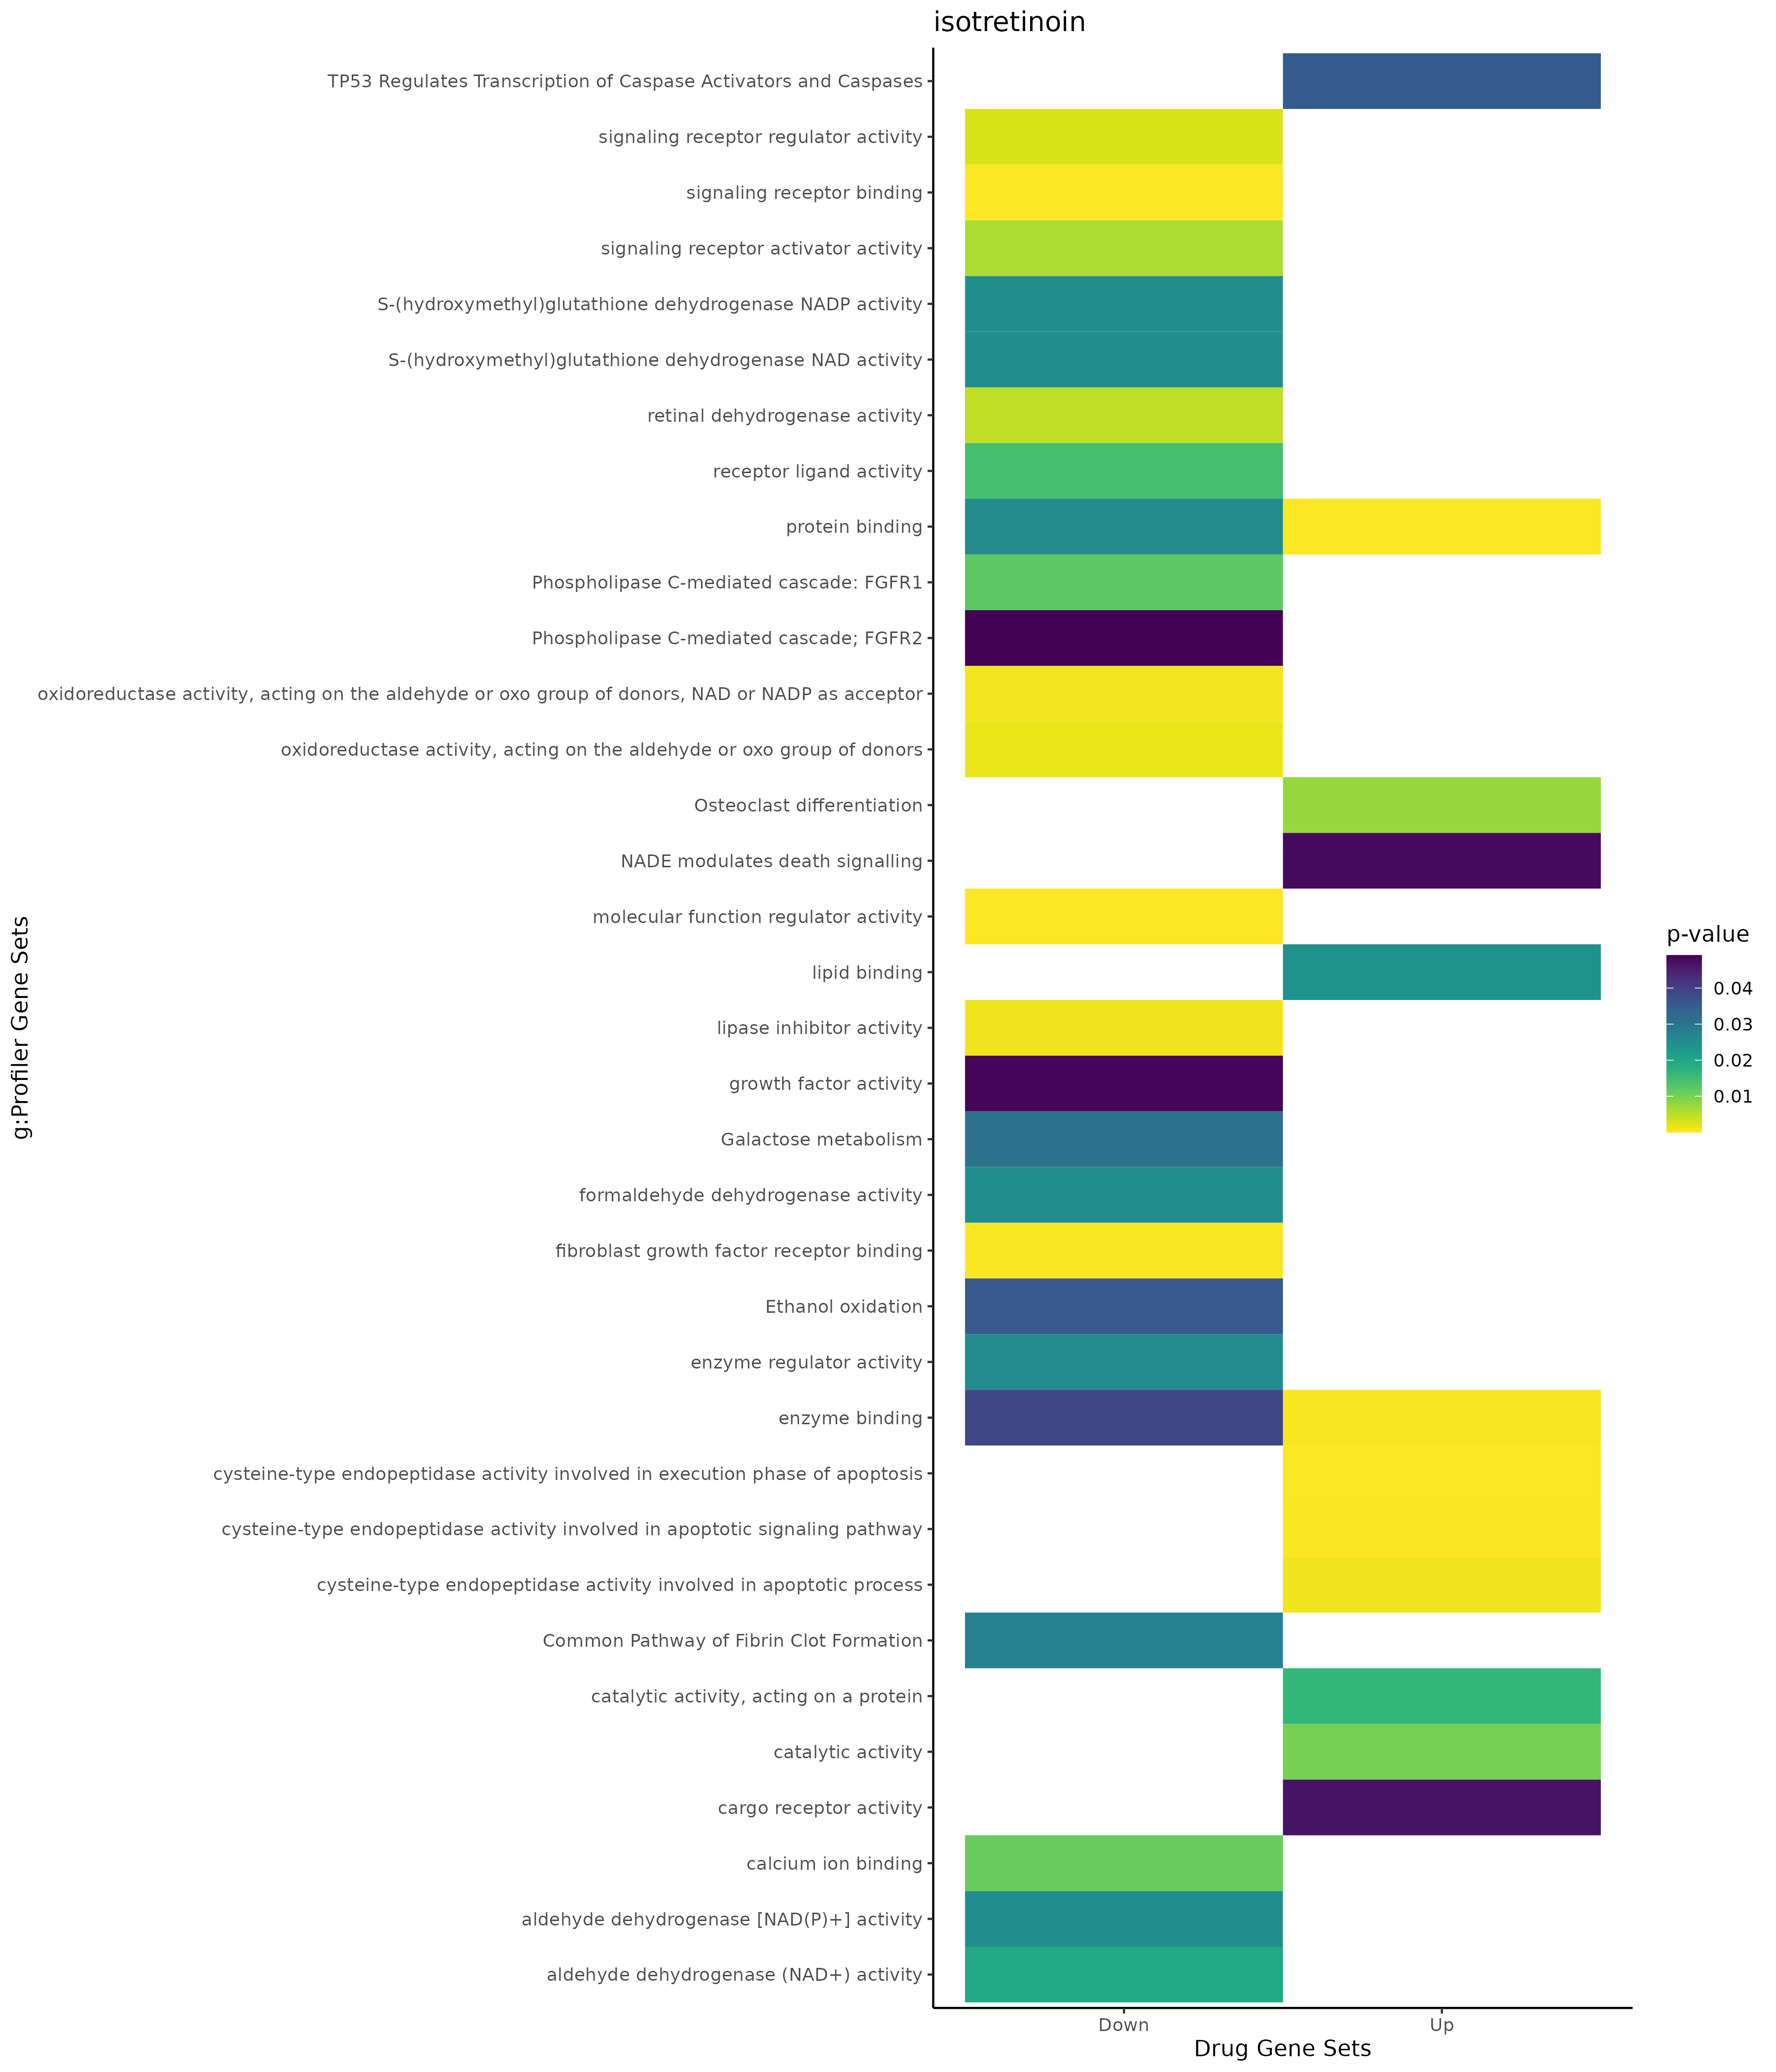 isotretinoin
TP53 Regulates Transcription of Caspase Activators and Caspases
signaling receptor regulator activity
signaling receptor binding
signaling receptor activator activity
S-(hydroxymethyl)glutathione dehydrogenase NADP activity
S-(hydroxymethyl)glutathione dehydrogenase NAD activity
retinal dehydrogenase activity
receptor ligand activity
protein binding
Phospholipase C-mediated cascade: FGFR1
Phospholipase C-mediated cascade; FGFR2
oxidoreductase activity, acting on the aldehyde or oxo group of donors, NAD or NADP as acceptor
oxidoreductase activity, acting on the aldehyde or oxo group of donors
Osteoclast differentiation
NADE modulates death signalling
molecular function regulator activity
lipid binding
lipase inhibitor activity
growth factor activity
Galactose metabolism
formaldehyde dehydrogenase activity
fibroblast growth factor receptor binding
Ethanol oxidation
enzyme regulator activity
enzyme binding
cysteine-type endopeptidase activity involved in execution phase of apoptosis
cysteine-type endopeptidase activity involved in apoptotic signaling pathway
cysteine-type endopeptidase activity involved in apoptotic process
Common Pathway of Fibrin Clot Formation
catalytic activity, acting on a protein
catalytic activity
cargo receptor activity
calcium ion binding
aldehyde dehydrogenase [NAD(P)+] activity
aldehyde dehydrogenase (NAD+) activity
g:Profiler Gene Sets
Down
Up
Drug Gene Sets
p-value
0.04
0.03
0.02
0.01